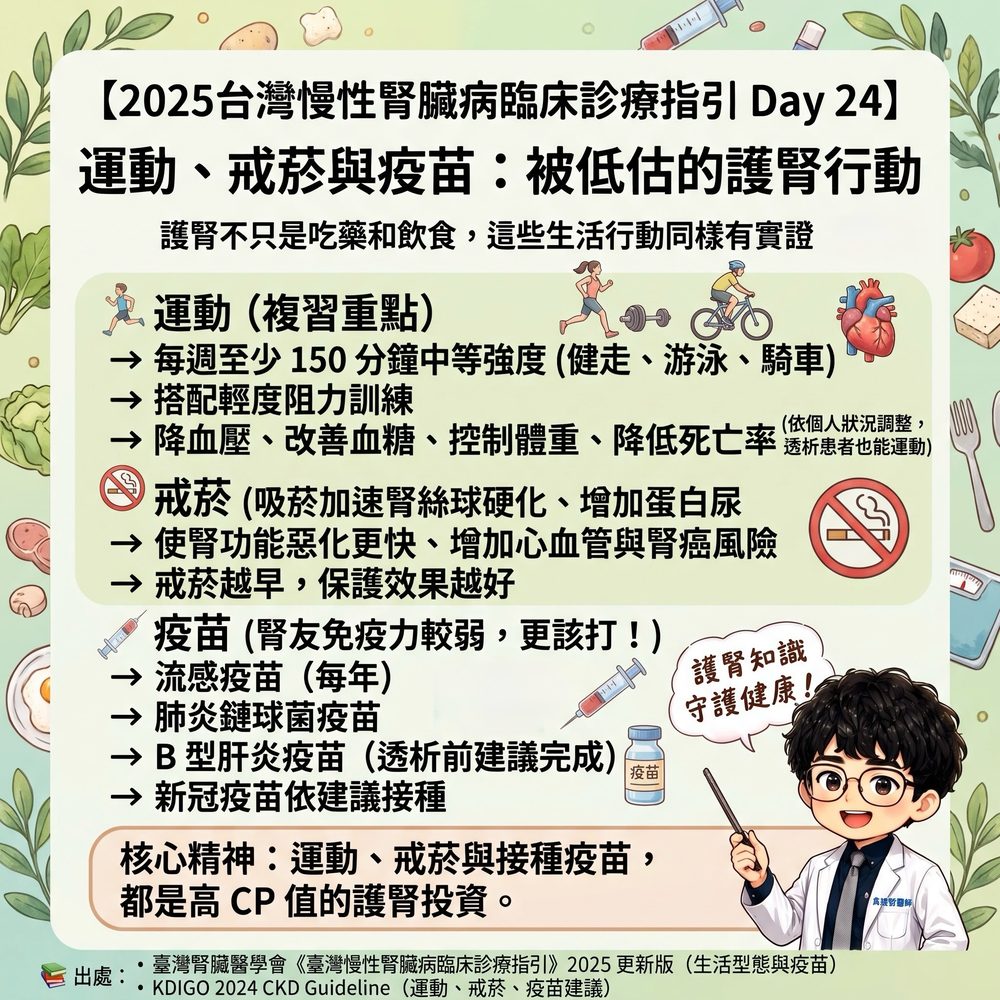 【2025台灣慢性腎臟病臨床診療指引 Day 24】
運動、戒菸與疫苗：被低估的護腎行動
護腎不只是吃藥和飲食，這些生活行動同樣有實證
運動（複習重點）
→ 每週至少 150 分鐘中等強度 (健走、游泳、騎車)
→ 搭配輕度阻力訓練
→ 降血壓、改善血糖、控制體重、降低死亡率 (依個人狀況調整，
透析患者也能運動)
戒菸 (吸菸加速腎絲球硬化、增加蛋白尿
→ 使腎功能惡化更快、增加心血管與腎癌風險
→ 戒菸越早，保護效果越好
疫苗 (腎友免疫力較弱，更該打！)
→ 流感疫苗（每年）
→ 肺炎鏈球菌疫苗
→ B 型肝炎疫苗（透析前建議完成）
→ 新冠疫苗依建議接種
護腎知識
守護健康！
疫苗
核心精神：運動、戒菸與接種疫苗，
都是高 CP 值的護腎投資。
出處：• 臺灣腎臟醫學會《臺灣慢性腎臟病臨床診療指引》2025 更新版（生活型態與疫苗）
• KDIGO 2024 CKD Guideline（運動、戒菸、疫苗建議）